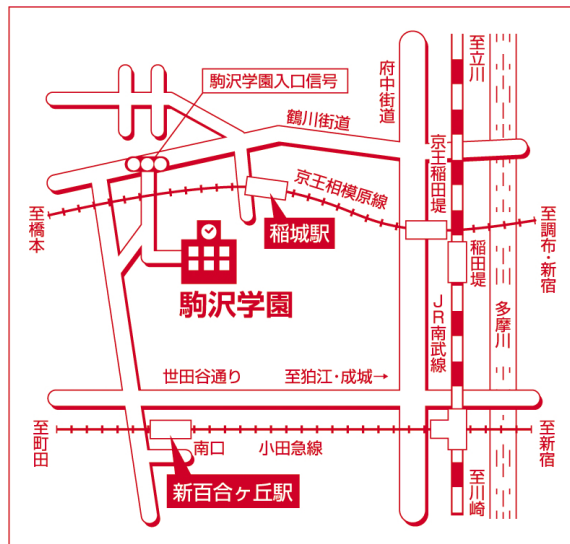 駒沢学園入口信号
鶴川街道
府中街道
至立川
京王稲田堤
京王相模原線
至橋本
稲城駅
至調布・新宿
稲田堤
駒沢学園
JR南武線
多摩川
世田谷通り
至狛江・成城→
至町田
南口
小田急線
至新宿
新百合ヶ丘駅
至川崎